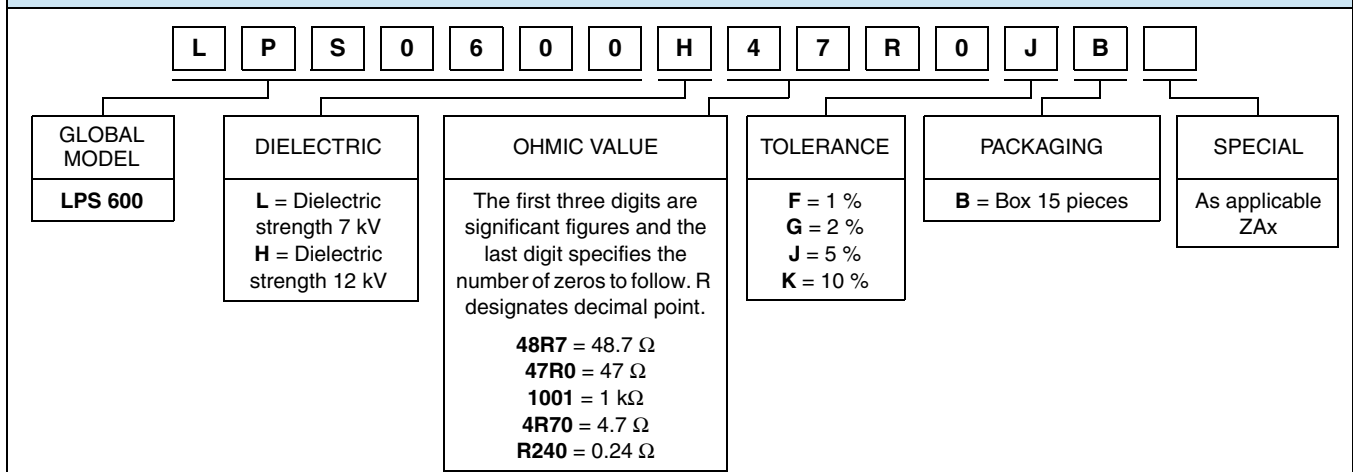 L P S 0 6 0 0 H 4 7 R 0 J B
GLOBAL
MODEL
LPS 600
DIELECTRIC
L = Dielectric
strength 7 kV
H = Dielectric
strength 12 kV
OHMIC VALUE
The first three digits are
significant figures and the
last digit specifies the
number of zeros to follow. R
designates decimal point.
48R7 = 48.7 Ω
47R0 = 47 Ω
1001 = 1 kΩ
4R70 = 4.7 Ω
R240 = 0.24 Ω
TOLERANCE
F = 1 %
G = 2 %
J = 5 %
K = 10 %
PACKAGING
B = Box 15 pieces
SPECIAL
As applicable
ZAx